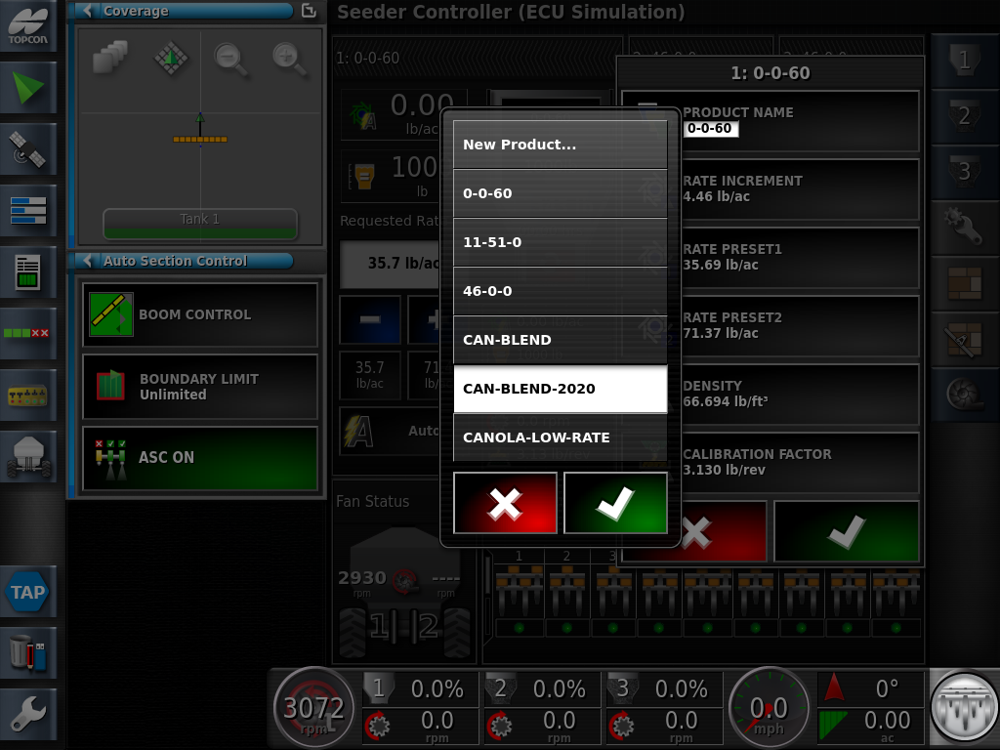 TOPCON
Coverage
Tank 1
Auto Section Control
BOOM CONTROL
BOUNDARY LIMIT
Unlimited
ASC ON
TAP
Seeder Controller (ECU Simulation)
1: 0-0-60
0.00
lb/ac
100
lb
Requested Rat
35.7 lb/ac
35.7
lb/ac
71
lb/
Auto
Fan Status
2930
rpm
----
rpm
1 2
1 2 3
New Product...
0-0-60
11-51-0
46-0-0
CAN-BLEND
CAN-BLEND-2020
CANOLA-LOW-RATE
1: 0-0-60
PRODUCT NAME
0-0-60
RATE INCREMENT
4.46 lb/ac
RATE PRESET1
35.69 lb/ac
RATE PRESET2
71.37 lb/ac
DENSITY
66.694 lb/ft³
CALIBRATION FACTOR
3.130 lb/rev
1
2
3
3072
rpm
1 0.0%
0.0
rpm
2 0.0%
0.0
rpm
3 0.0%
0.0
rpm
0.0
mph
0°
0.00
ac